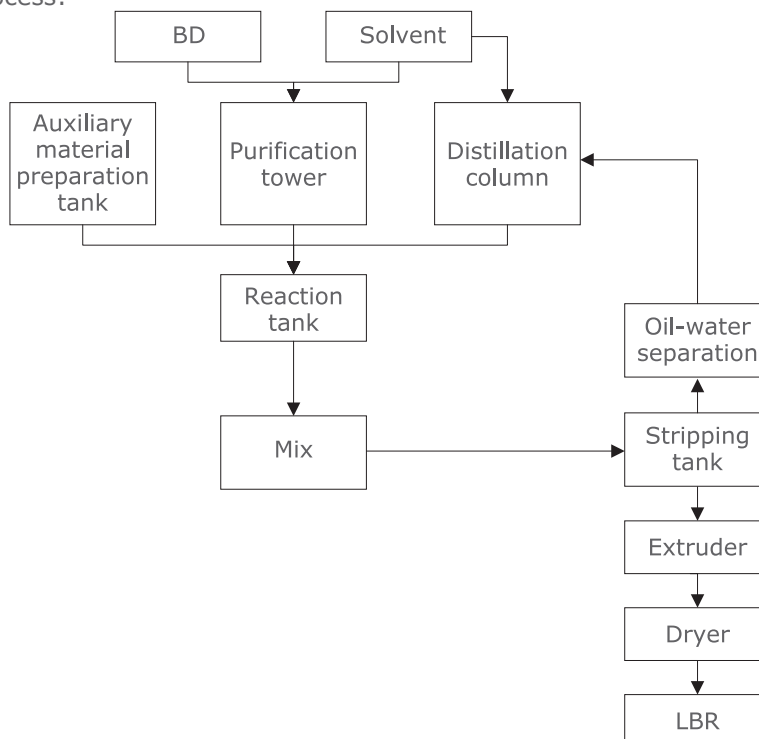 ocess:
BD
Solvent
Auxiliary
material
preparation
tank
Purification
tower
Distillation
column
Reaction
tank
Oil-water
separation
Mix
Stripping
tank
Extruder
Dryer
LBR